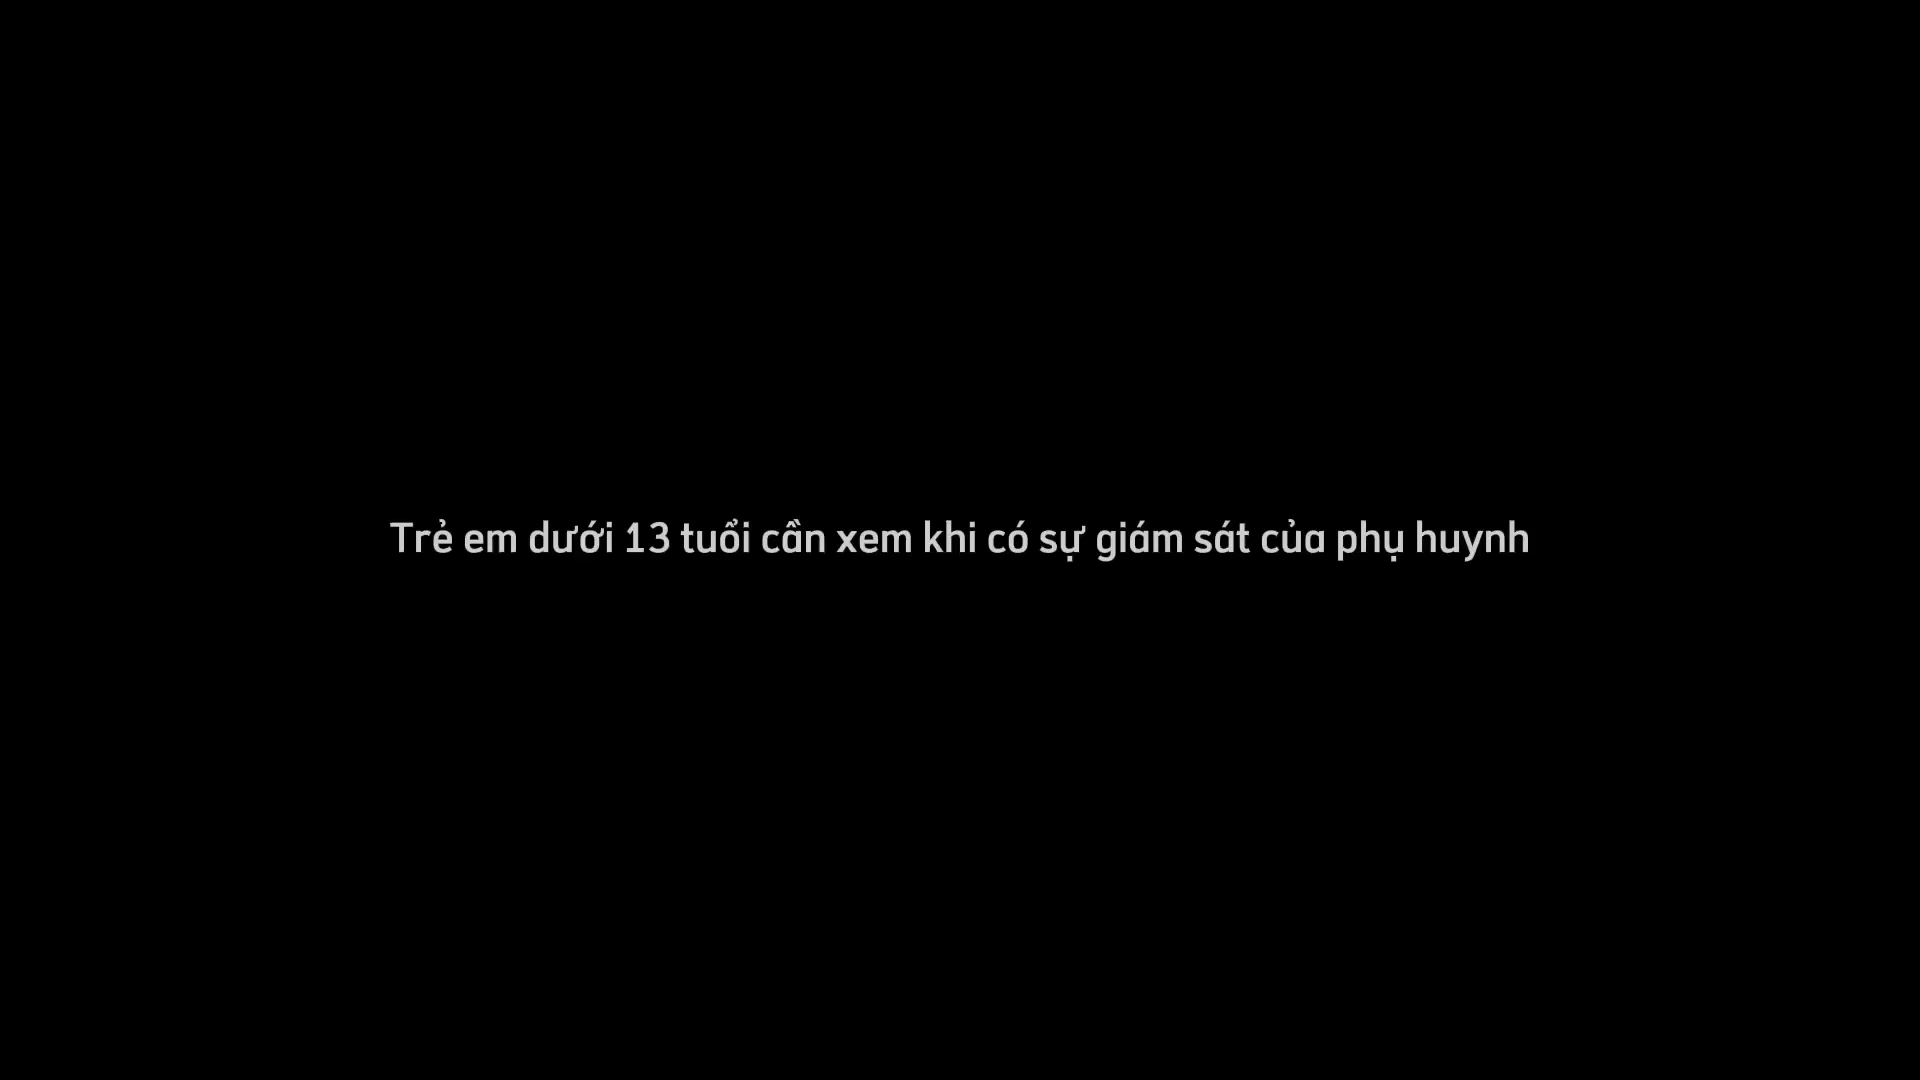 Trẻ em dưới 13 tuổi cần xem khi có sự giám sát của phụ huynh